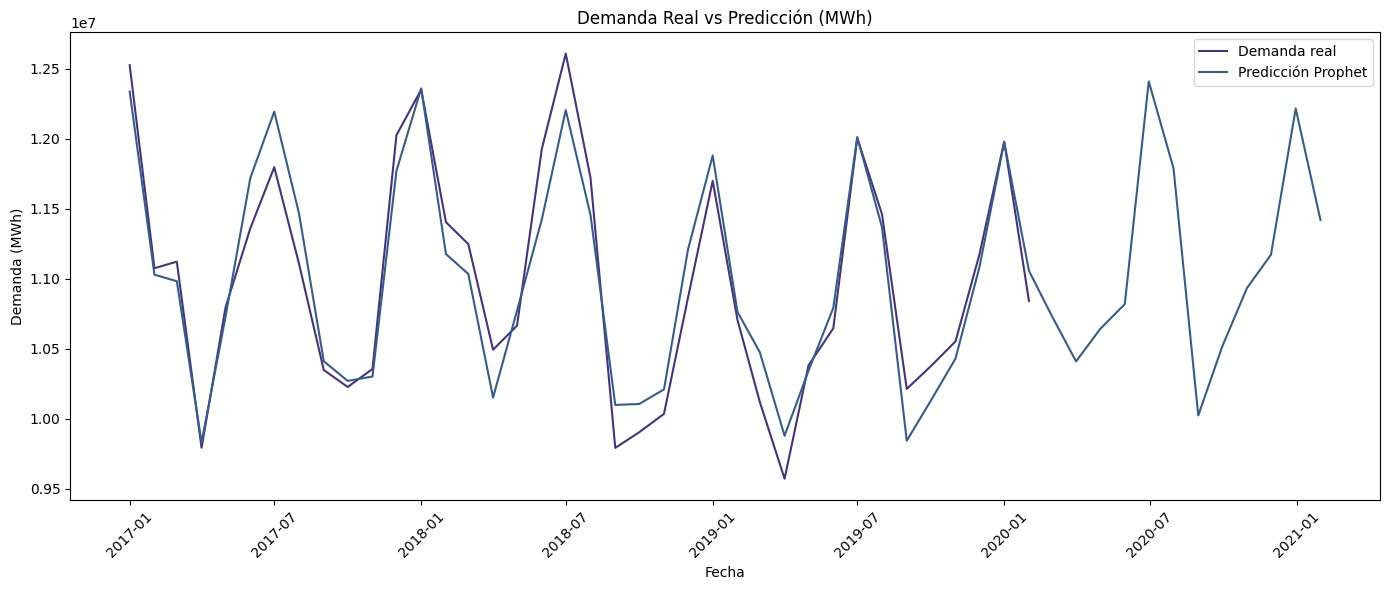 Demanda Real vs Predicción (MWh)
1e7
Demanda real
Predicción Prophet
1.25
1.20
1.15
1.10
1.05
1.00
0.95
Demanda (MWh)
2017-01
2017-07
2018-01
2018-07
2019-01
2019-07
2020-01
2020-07
2021-01
Fecha